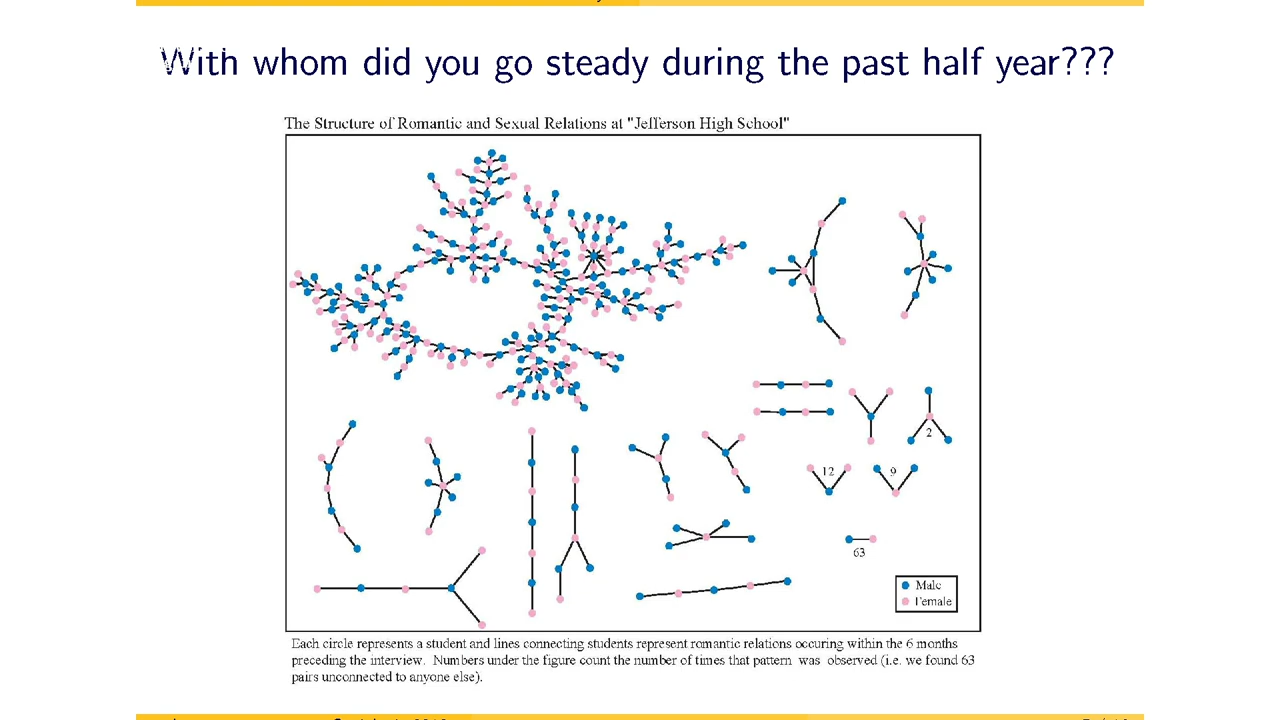 With whom did you go steady during the past half year???
The Structure of Romantic and Sexual Relations at "Jefferson High School"
2
12
9
63
Male
Female
Each circle represents a student and lines connecting students represent romantic relations occuring within the 6 months
preceding the interview. Numbers under the figure count the number of times that pattern was observed (i.e. we found 63
pairs unconnected to anyone else).